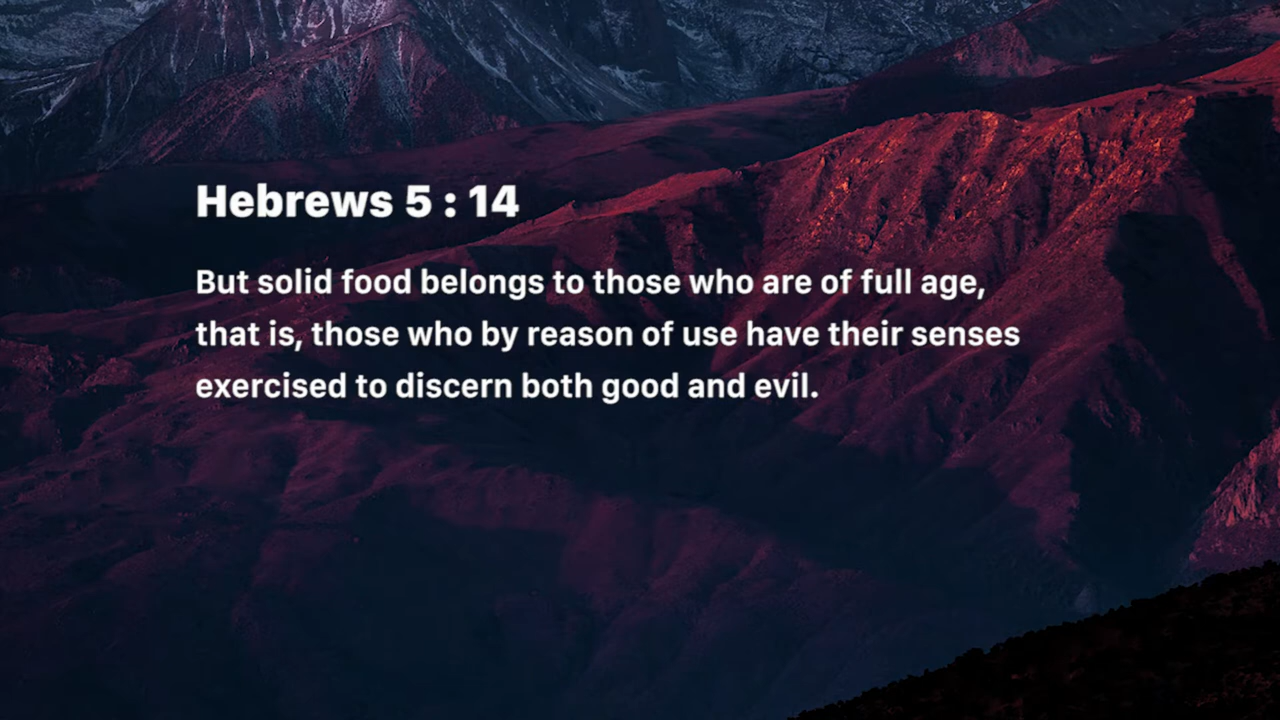 Hebrews 5 : 14
But solid food belongs to those who are of full age,
that is, those who by reason of use have their senses
exercised to discern both good and evil.